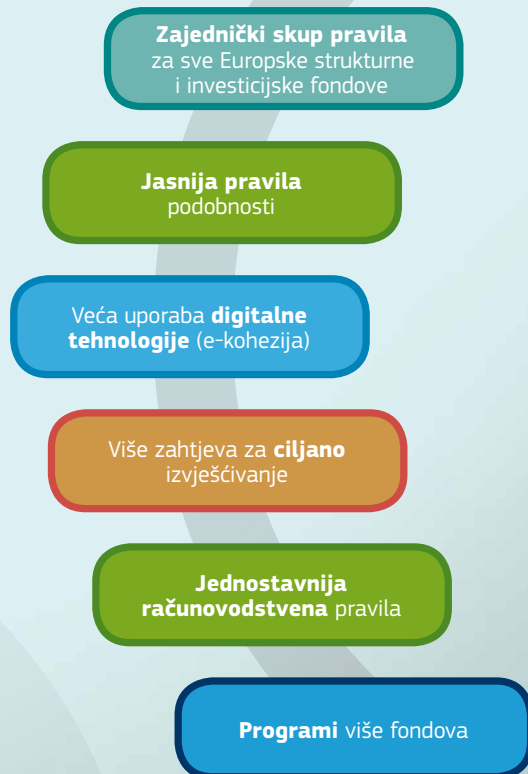 Zajednički skup pravila
za sve Europske strukturne
i investicijske fondove
Jasnija pravila
podobnosti
Veća uporaba digitalne
tehnologije (e-kohezija)
Više zahtjeva za ciljano
izvješćivanje
Jednostavnija
računovodstvena pravila
Programi više fondova